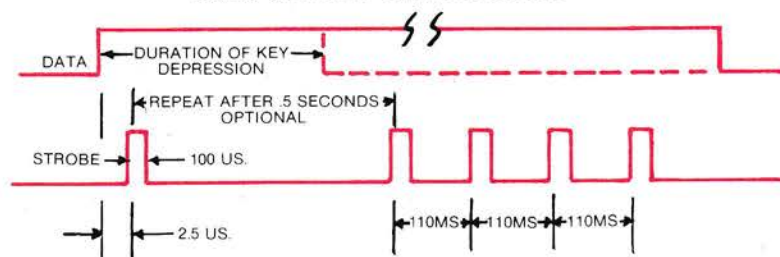 DURATION OF KEY
DATA
DEPRESSION
REPEAT AFTER .5 SECONDS
OPTIONAL
STROBE
100 US.
110MS
110MS
110MS
2.5 US.